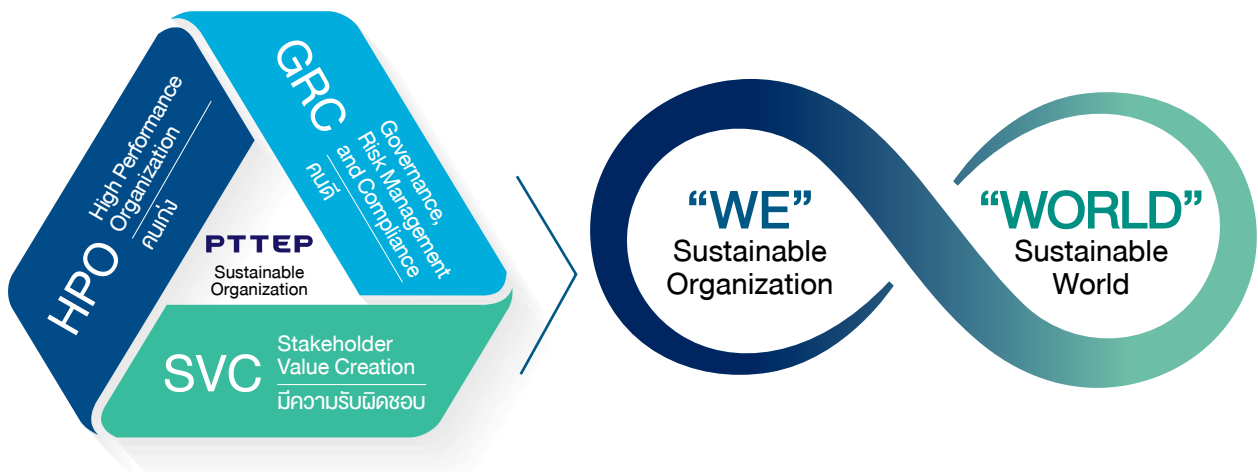 HPO
High Performance
Organization
คนเก่ง
GRC
Governance,
Risk Management
and Compliance
คนดี
PTTEP
Sustainable
Organization
SVC
Stakeholder
Value Creation
มีความรับผิดชอบ
“WE”
Sustainable
Organization
“WORLD”
Sustainable
World